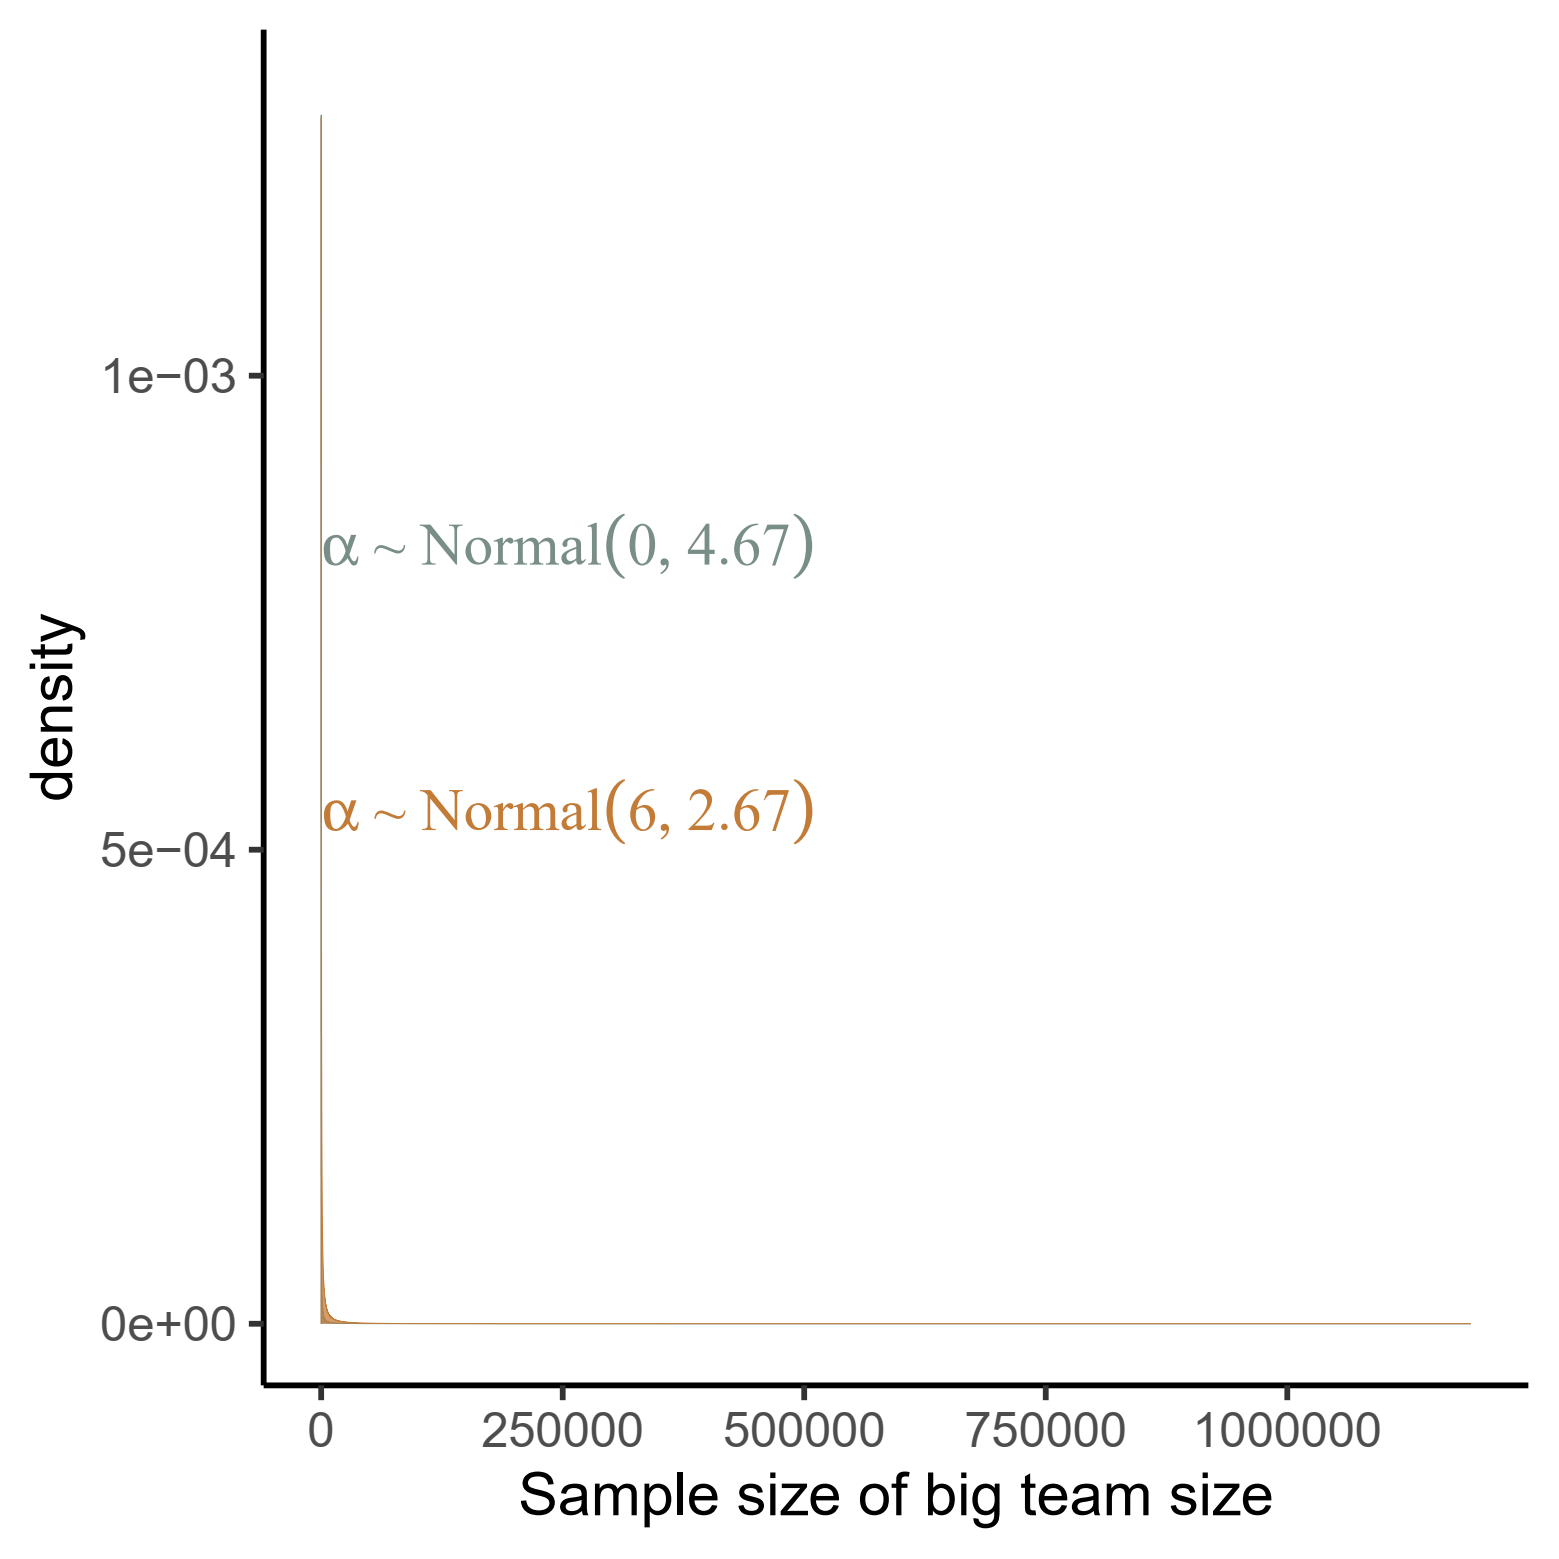 1e−03
α ~ Normal(0, 4.67)
density
α ~ Normal(6, 2.67)
5e−04
0e+00
0 250000 500000 750000 1000000
Sample size of big team size